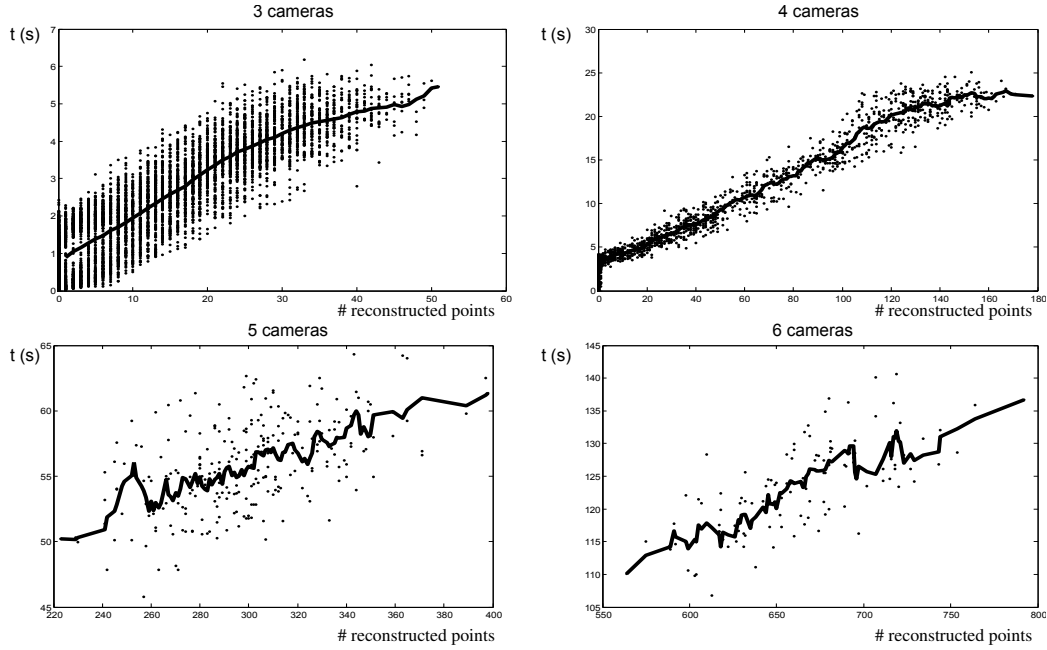 3 cameras
t (s)
7
6
5
4
3
2
1
0
0 10 20 30 40 50 60
# reconstructed points
4 cameras
t (s)
30
25
20
15
10
5
0
0 20 40 60 80 100 120 140 160 180
# reconstructed points
5 cameras
t (s)
65
60
55
50
45
220 240 260 280 300 320 340 360 380 400
# reconstructed points
6 cameras
t (s)
145
140
135
130
125
120
115
110
105
550 600 650 700 750 800
# reconstructed points